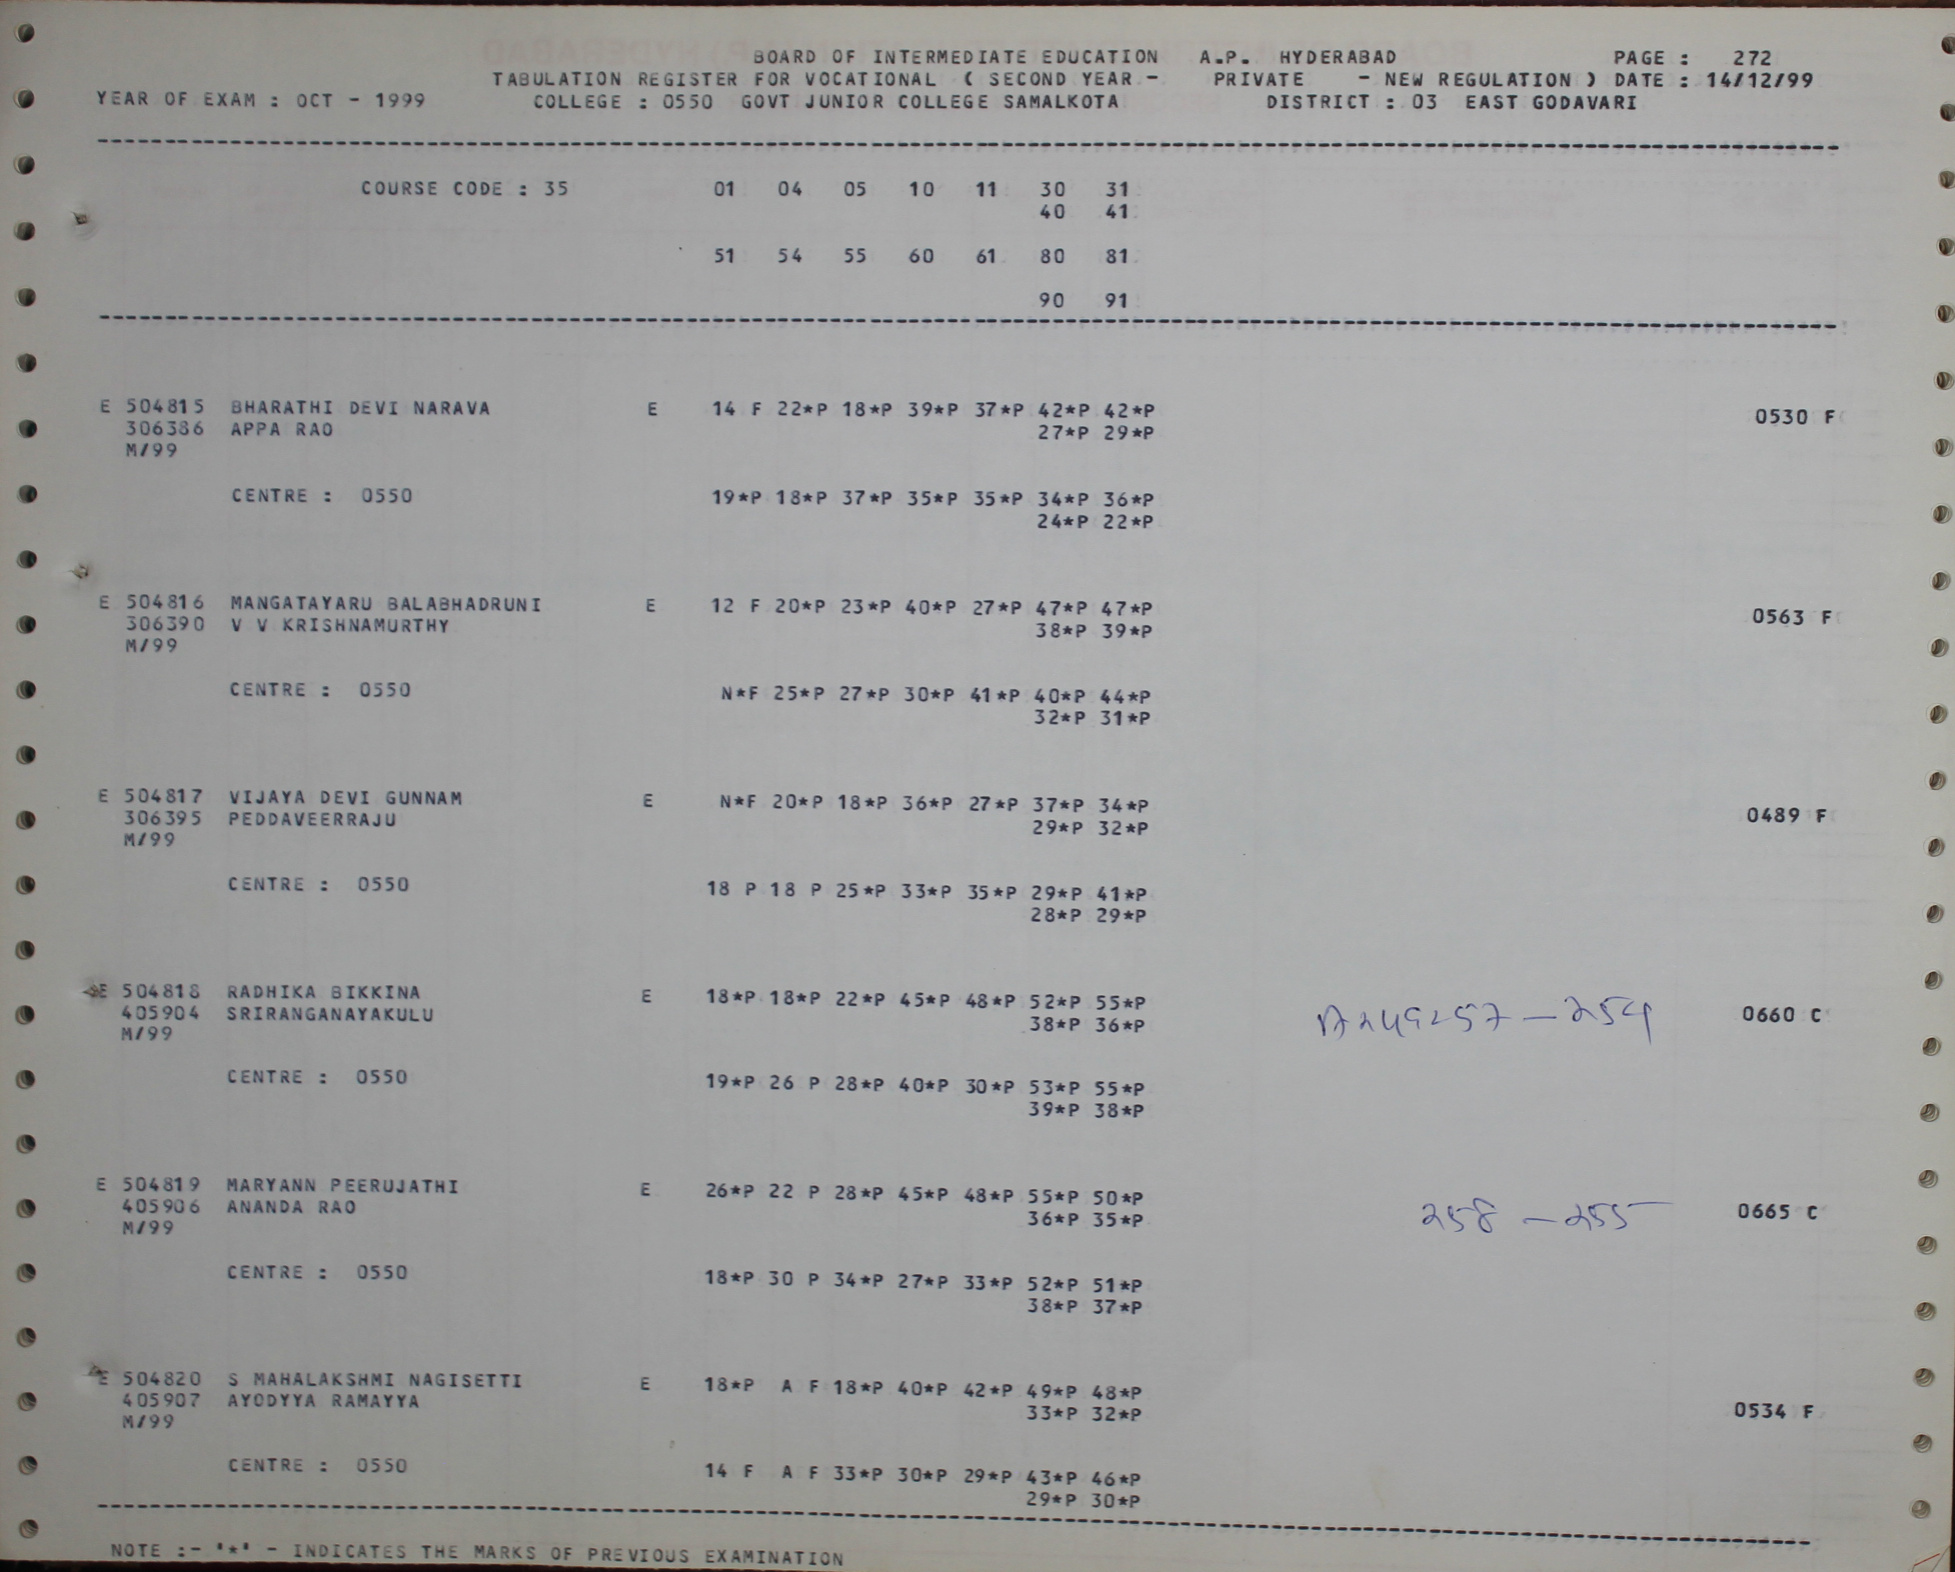 BOARD OF INTERMEDIATE EDUCATION A.P. HYDERABAD PAGE : 272
TABULATION REGISTER FOR VOCATIONAL ( SECOND YEAR - PRIVATE - NEW REGULATION ) DATE : 14/12/99
YEAR OF EXAM : OCT - 1999 COLLEGE : 0550 GOVT JUNIOR COLLEGE SAMALKOTA DISTRICT : 03 EAST GODAVARI
COURSE CODE : 35 01 04 05 10 11 30 31
40 41
51 54 55 60 61 80 81
90 91
E 504815 BHARATHI DEVI NARAVA E 14 F 22*P 18*P 39*P 37*P 42*P 42*P 0530 F
306386 APPA RAO 27*P 29*P
M/99
CENTRE : 0550 19*P 18*P 37*P 35*P 35*P 34*P 36*P
24*P 22*P
E 504816 MANGATAYARU BALABHADRUNI E 12 F 20*P 23*P 40*P 27*P 47*P 47*P 0563 F
306390 V V KRISHNAMURTHY 38*P 39*P
M/99
CENTRE : 0550 N*F 25*P 27*P 30*P 41*P 40*P 44*P
32*P 31*P
E 504817 VIJAYA DEVI GUNNAM E N*F 20*P 18*P 36*P 27*P 37*P 34*P 0489 F
306395 PEDDAVEERRAJU 29*P 32*P
M/99
CENTRE : 0550 18 P 18 P 25*P 33*P 35*P 29*P 41*P
28*P 29*P
E 504818 RADHIKA BIKKINA E 18*P 18*P 22*P 45*P 48*P 52*P 55*P 0660 C
405904 SRIRANGANAYAKULU 38*P 36*P
M/99
CENTRE : 0550 19*P 26 P 28*P 40*P 30*P 53*P 55*P
39*P 38*P
E 504819 MARYANN PEERUJATHI E 26*P 22 P 28*P 45*P 48*P 55*P 50*P 258 - 255 0665 C
405906 ANANDA RAO 36*P 35*P
M/99
CENTRE : 0550 18*P 30 P 34*P 27*P 33*P 52*P 51*P
38*P 37*P
E 504820 S MAHALAKSHMI NAGISETTI E 18*P A F 18*P 40*P 42*P 49*P 48*P 0534 F
405907 AYODYYA RAMAYYA 33*P 32*P
M/99
CENTRE : 0550 14 F A F 33*P 30*P 29*P 43*P 46*P
29*P 30*P
NOTE :- '*' - INDICATES THE MARKS OF PREVIOUS EXAMINATION